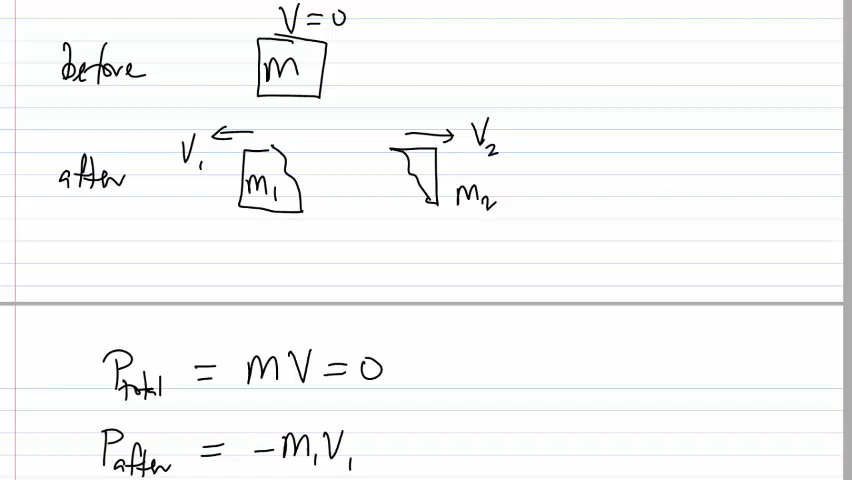 V = 0
before m
V₁ V₂
after m₁ m₂
P_total = mV = 0
P_after = -m₁V₁